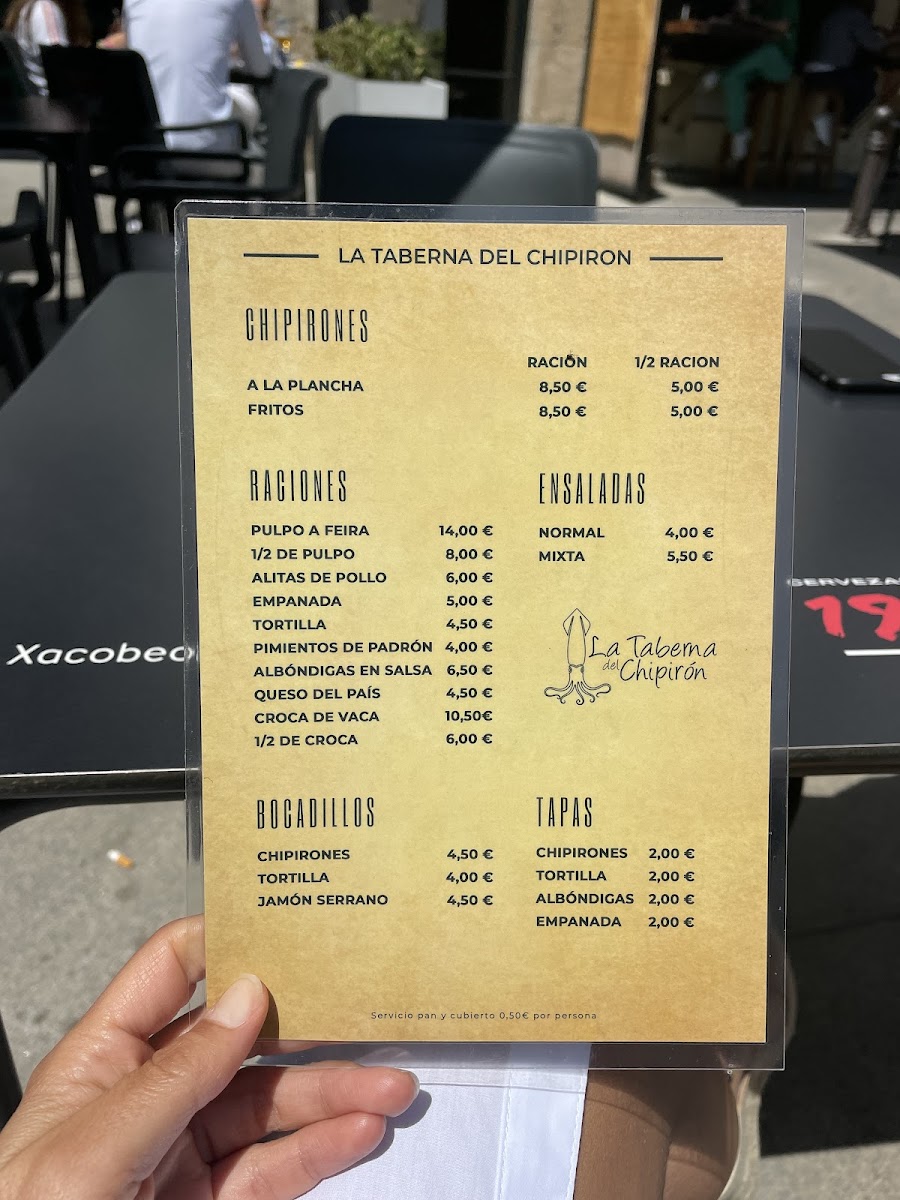 LA TABERNA DEL CHIPIRON
CHIPIRONES
RACIÓN 1/2 RACION
A LA PLANCHA 8,50 € 5,00 €
FRITOS 8,50 € 5,00 €
RACIONES
PULPO A FEIRA 14,00 €
1/2 DE PULPO 8,00 €
ALITAS DE POLLO 6,00 €
EMPANADA 5,00 €
TORTILLA 4,50 €
PIMIENTOS DE PADRÓN 4,00 €
ALBÓNDIGAS EN SALSA 6,50 €
QUESO DEL PAÍS 4,50 €
CROCA DE VACA 10,50€
1/2 DE CROCA 6,00 €
ENSALADAS
NORMAL 4,00 €
MIXTA 5,50 €
La Taberna
del Chipirón
BOCADILLOS
CHIPIRONES 4,50 €
TORTILLA 4,00 €
JAMÓN SERRANO 4,50 €
TAPAS
CHIPIRONES 2,00 €
TORTILLA 2,00 €
ALBÓNDIGAS 2,00 €
EMPANADA 2,00 €
Servicio pan y cubierto 0,50€ por persona
Xacobeo
CERVEZA
19